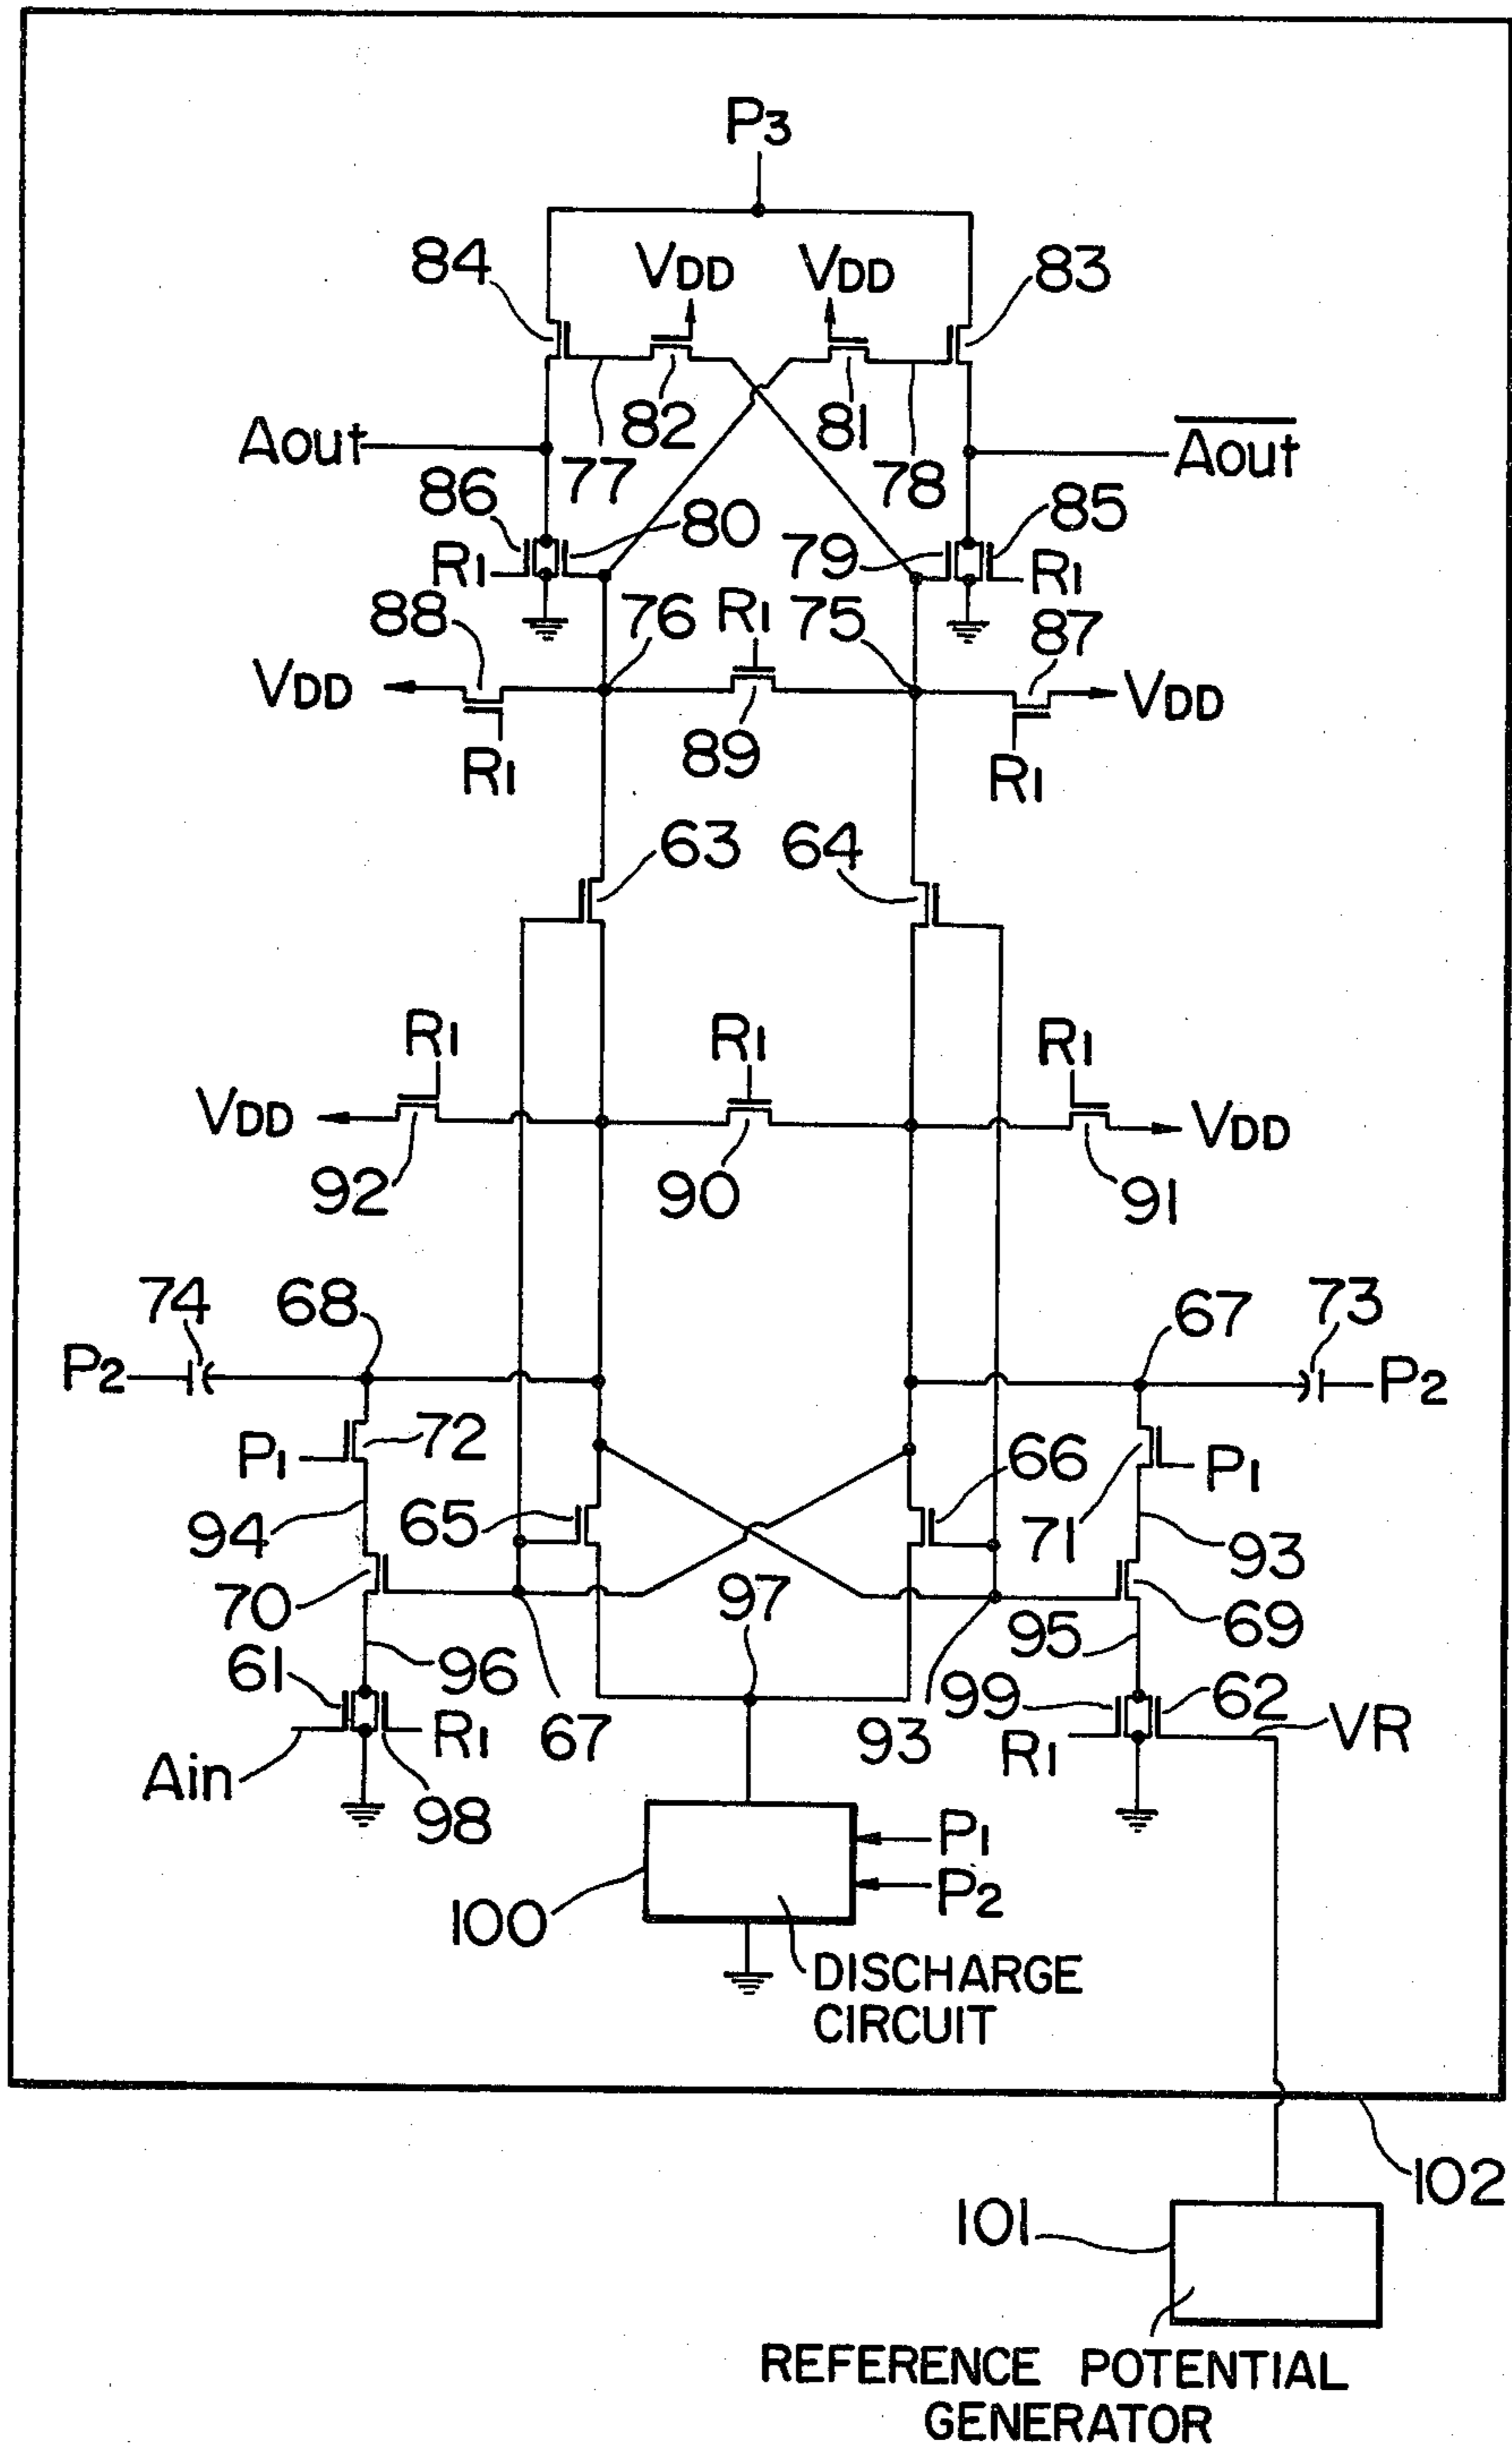 P3
84 VDD VDD 83
Aout 82 81 Aout
77 78
86 80 79 85
R1 R1
88 76 R1 75 87
VDD VDD
R1 89 R1
63 64
R1 R1 R1
VDD VDD
92 90 91
74 68 67 73
P2 P2
72 66
P1 P1
94 65 71 93
70 97 69
95
61 96 99 62
R1 67 93 R1 VR
Ain 98
P1
100 P2
DISCHARGE
CIRCUIT
102
101
REFERENCE POTENTIAL
GENERATOR